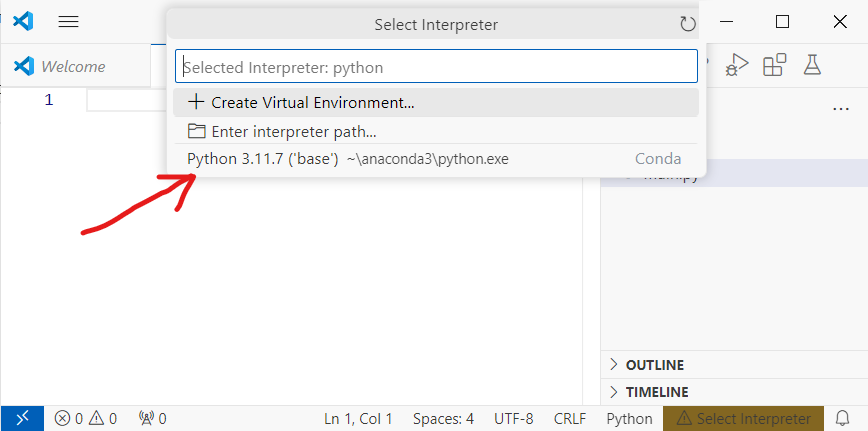 Select Interpreter
Welcome
Selected Interpreter: python
1
+ Create Virtual Environment...
Enter interpreter path...
Python 3.11.7 ('base') ~\anaconda3\python.exe Conda
main.py
OUTLINE
TIMELINE
0 0 0 Ln 1, Col 1 Spaces: 4 UTF-8 CRLF Python Select Interpreter